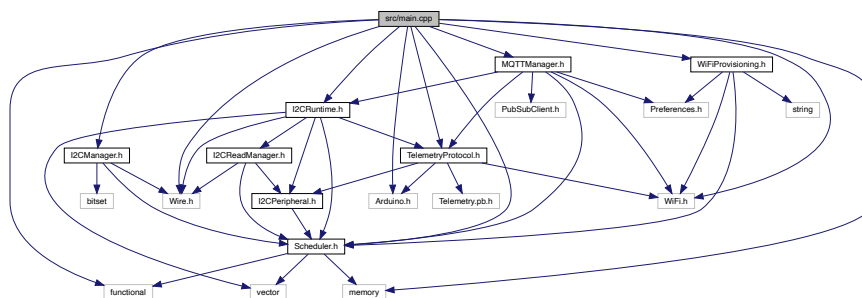 src/main.cpp
MQTTManager.h
WiFiProvisioning.h
I2CRuntime.h
PubSubClient.h
Preferences.h
string
I2CManager.h
I2CReadManager.h
TelemetryProtocol.h
bitset
Wire.h
I2CPeripheral.h
Arduino.h
Telemetry.pb.h
WiFi.h
Scheduler.h
functional
vector
memory